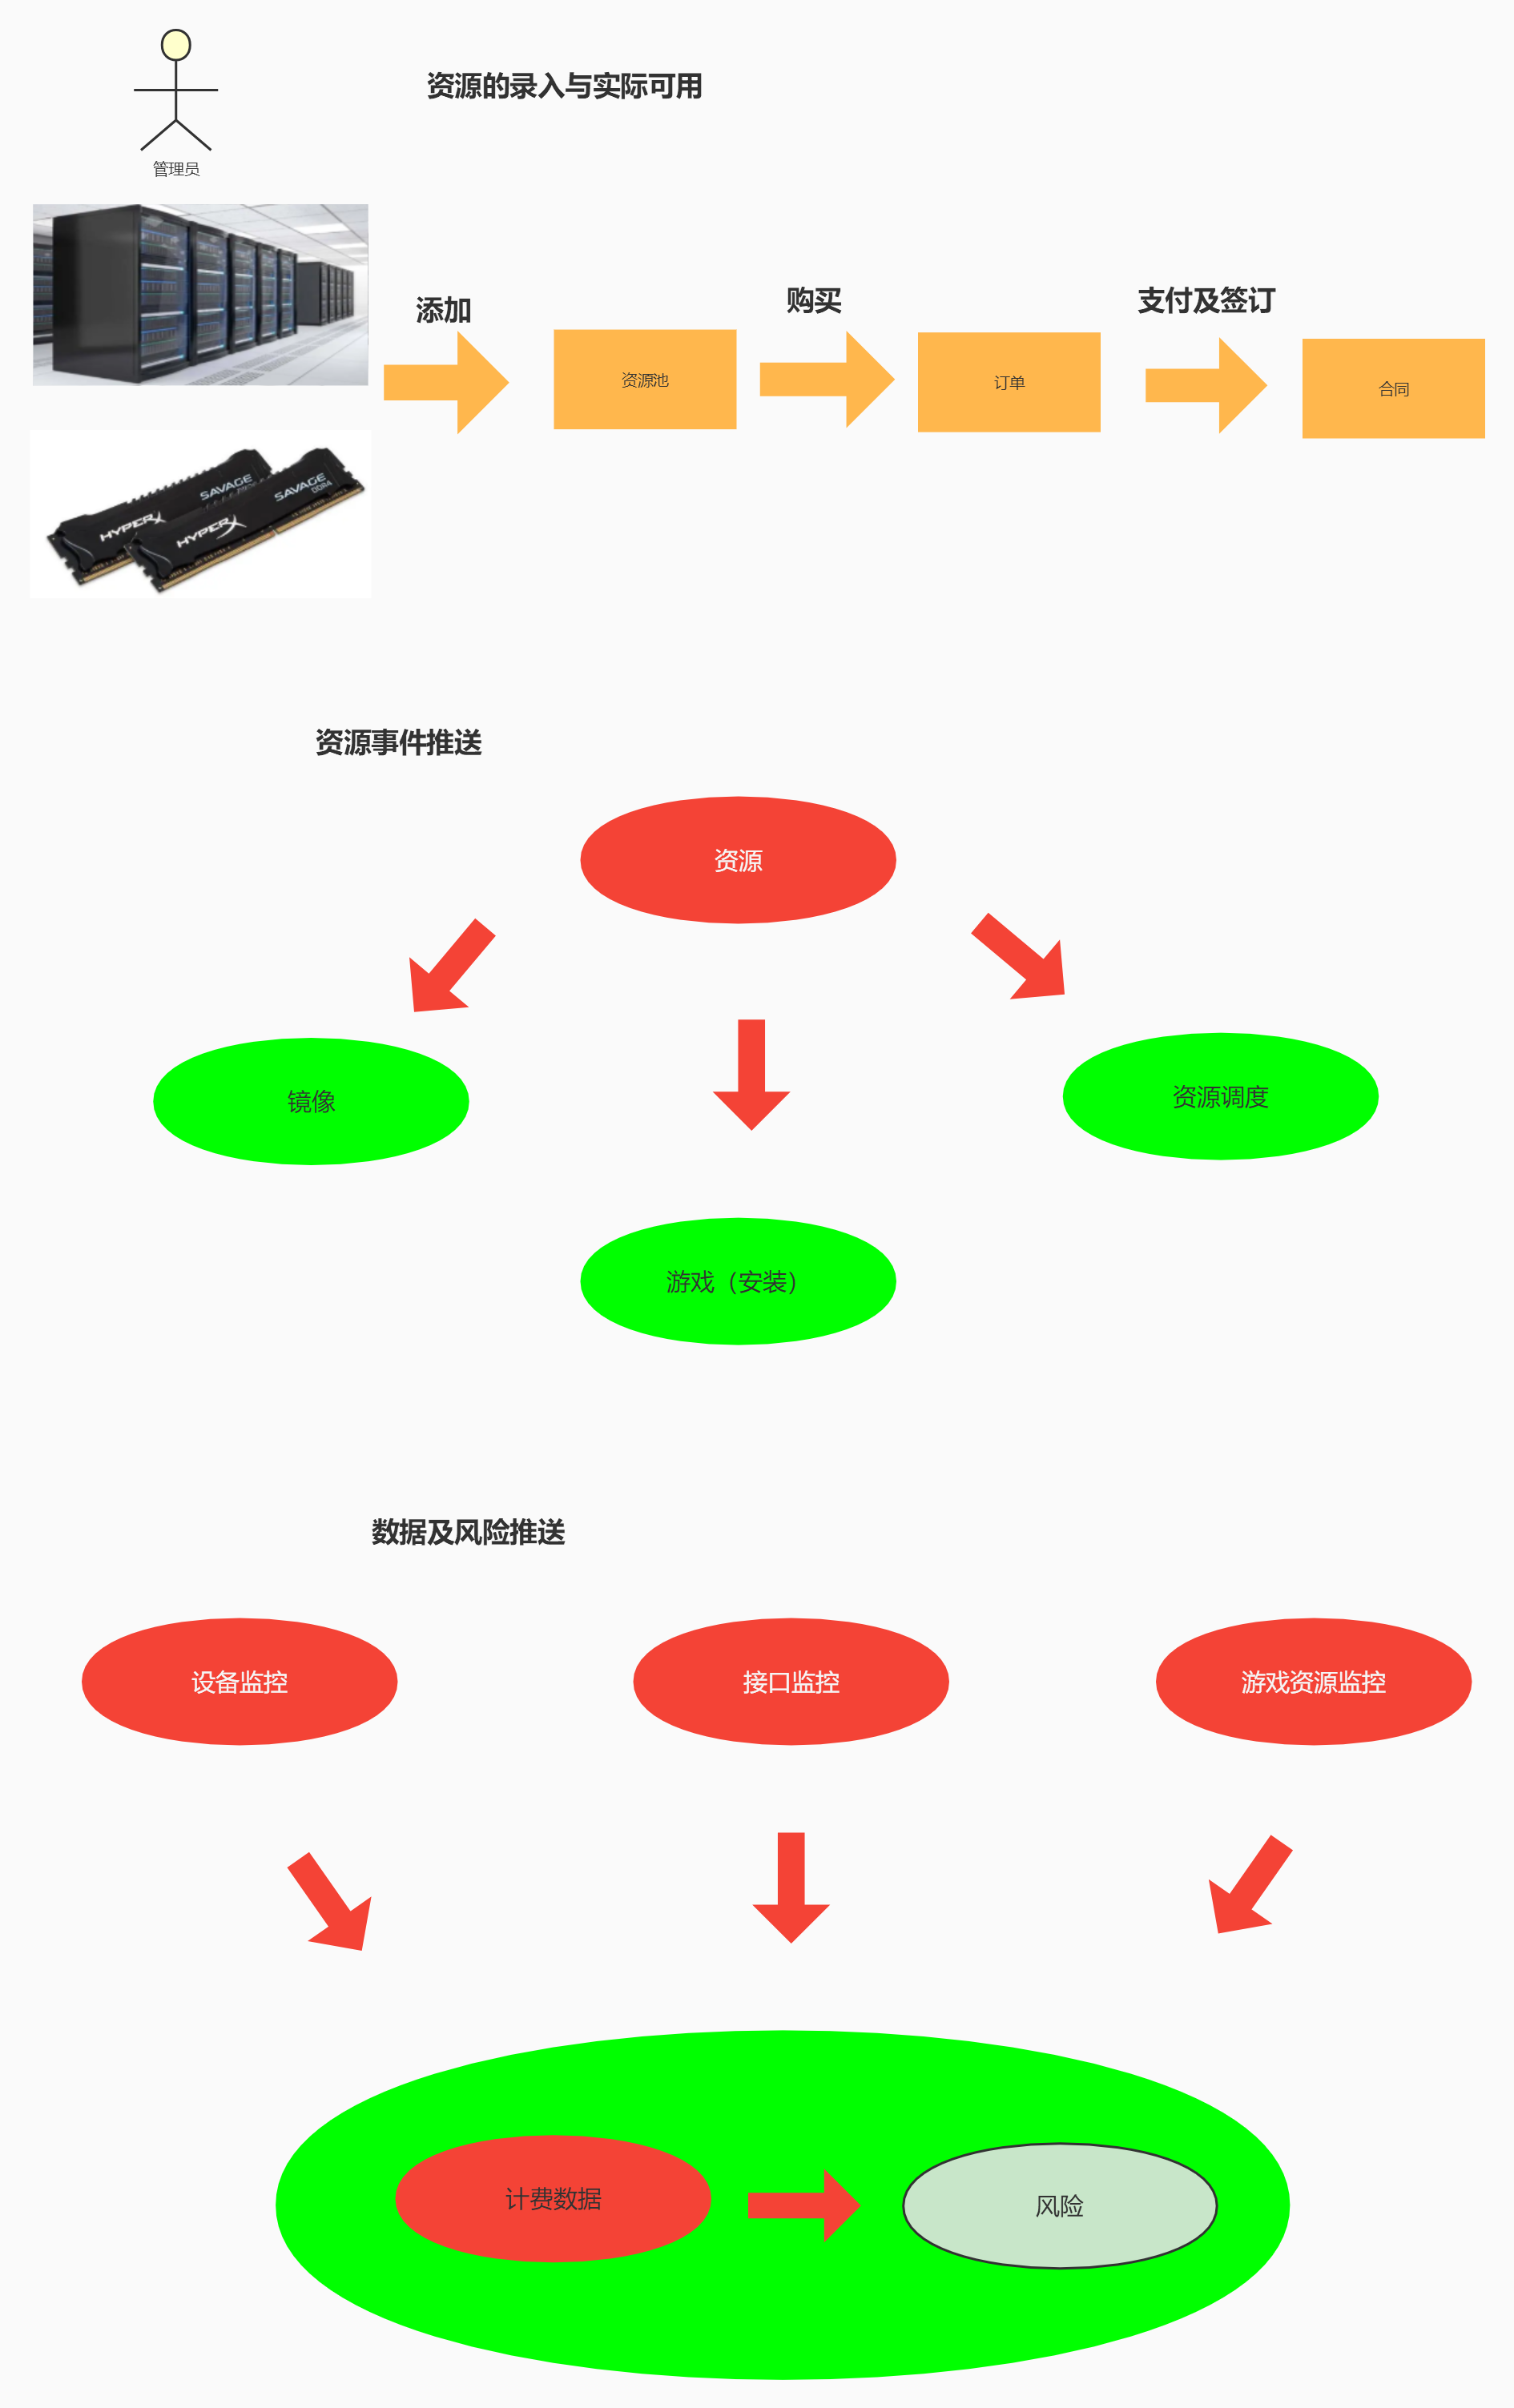 资源的录入与实际可用
管理员
添加
购买
支付及签订
资源池
订单
合同
SAVAGE
SAVAGE
DDR4
HYPERX
HYPERX
资源事件推送
资源
镜像
资源调度
游戏（安装）
数据及风险推送
设备监控
接口监控
游戏资源监控
计费数据
风险